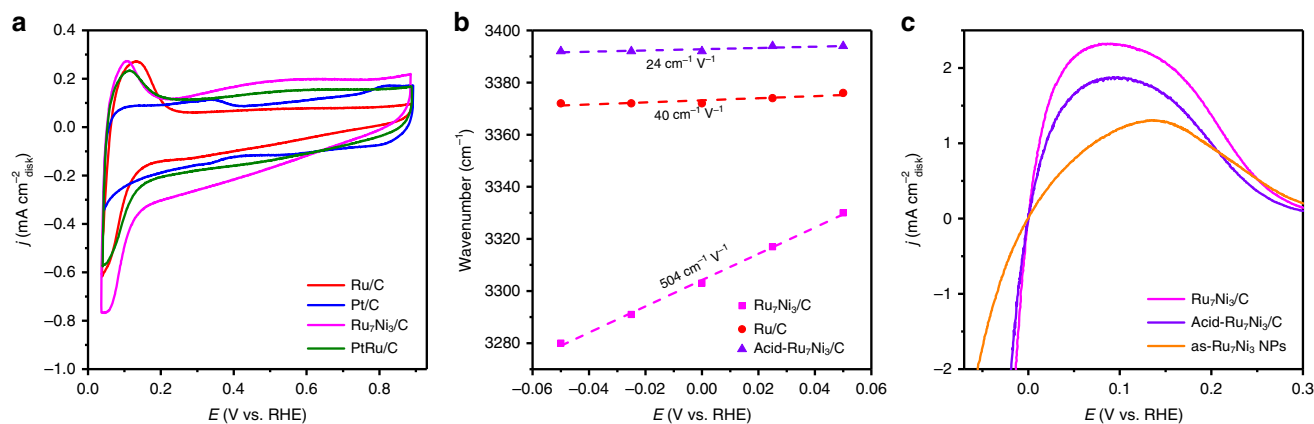 a
0.4
0.2
0.0
−0.2
−0.4
−0.6
−0.8
−1.0
j (mA cm⁻²disk)
0.0 0.2 0.4 0.6 0.8
E (V vs. RHE)
Ru/C
Pt/C
Ru₇Ni₃/C
PtRu/C
b
3400
3380
3360
3340
3320
3300
3280
Wavenumber (cm⁻¹)
24 cm⁻¹ V⁻¹
40 cm⁻¹ V⁻¹
504 cm⁻¹ V⁻¹
Ru₇Ni₃/C
Ru/C
Acid-Ru₇Ni₃/C
−0.06 −0.04 −0.02 0.00 0.02 0.04 0.06
E (V vs. RHE)
c
2
1
0
−1
−2
j (mA cm⁻²disk)
Ru₇Ni₃/C
Acid-Ru₇Ni₃/C
as-Ru₇Ni₃ NPs
0.0 0.1 0.2 0.3
E (V vs. RHE)